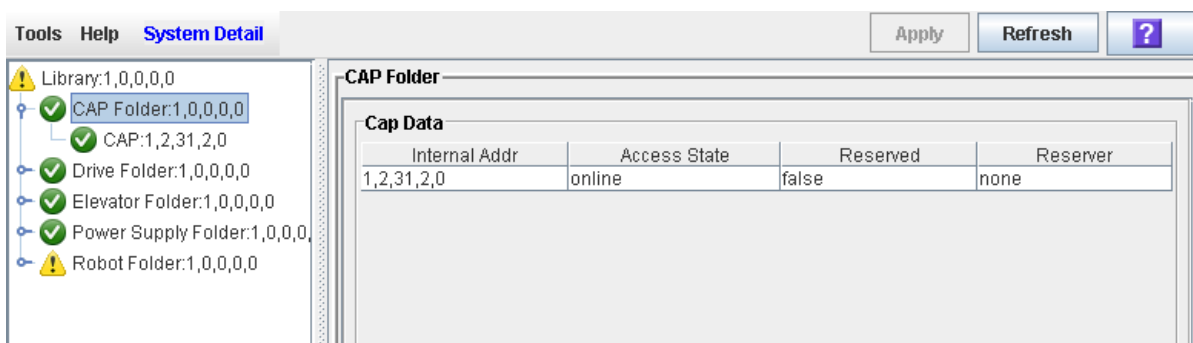 Tools Help System Detail Apply Refresh ?
Library:1,0,0,0,0
CAP Folder:1,0,0,0,0
CAP:1,2,31,2,0
Drive Folder:1,0,0,0,0
Elevator Folder:1,0,0,0,0
Power Supply Folder:1,0,0,0,
Robot Folder:1,0,0,0,0
CAP Folder
Cap Data
Internal Addr Access State Reserved Reserver
1,2,31,2,0 online false none